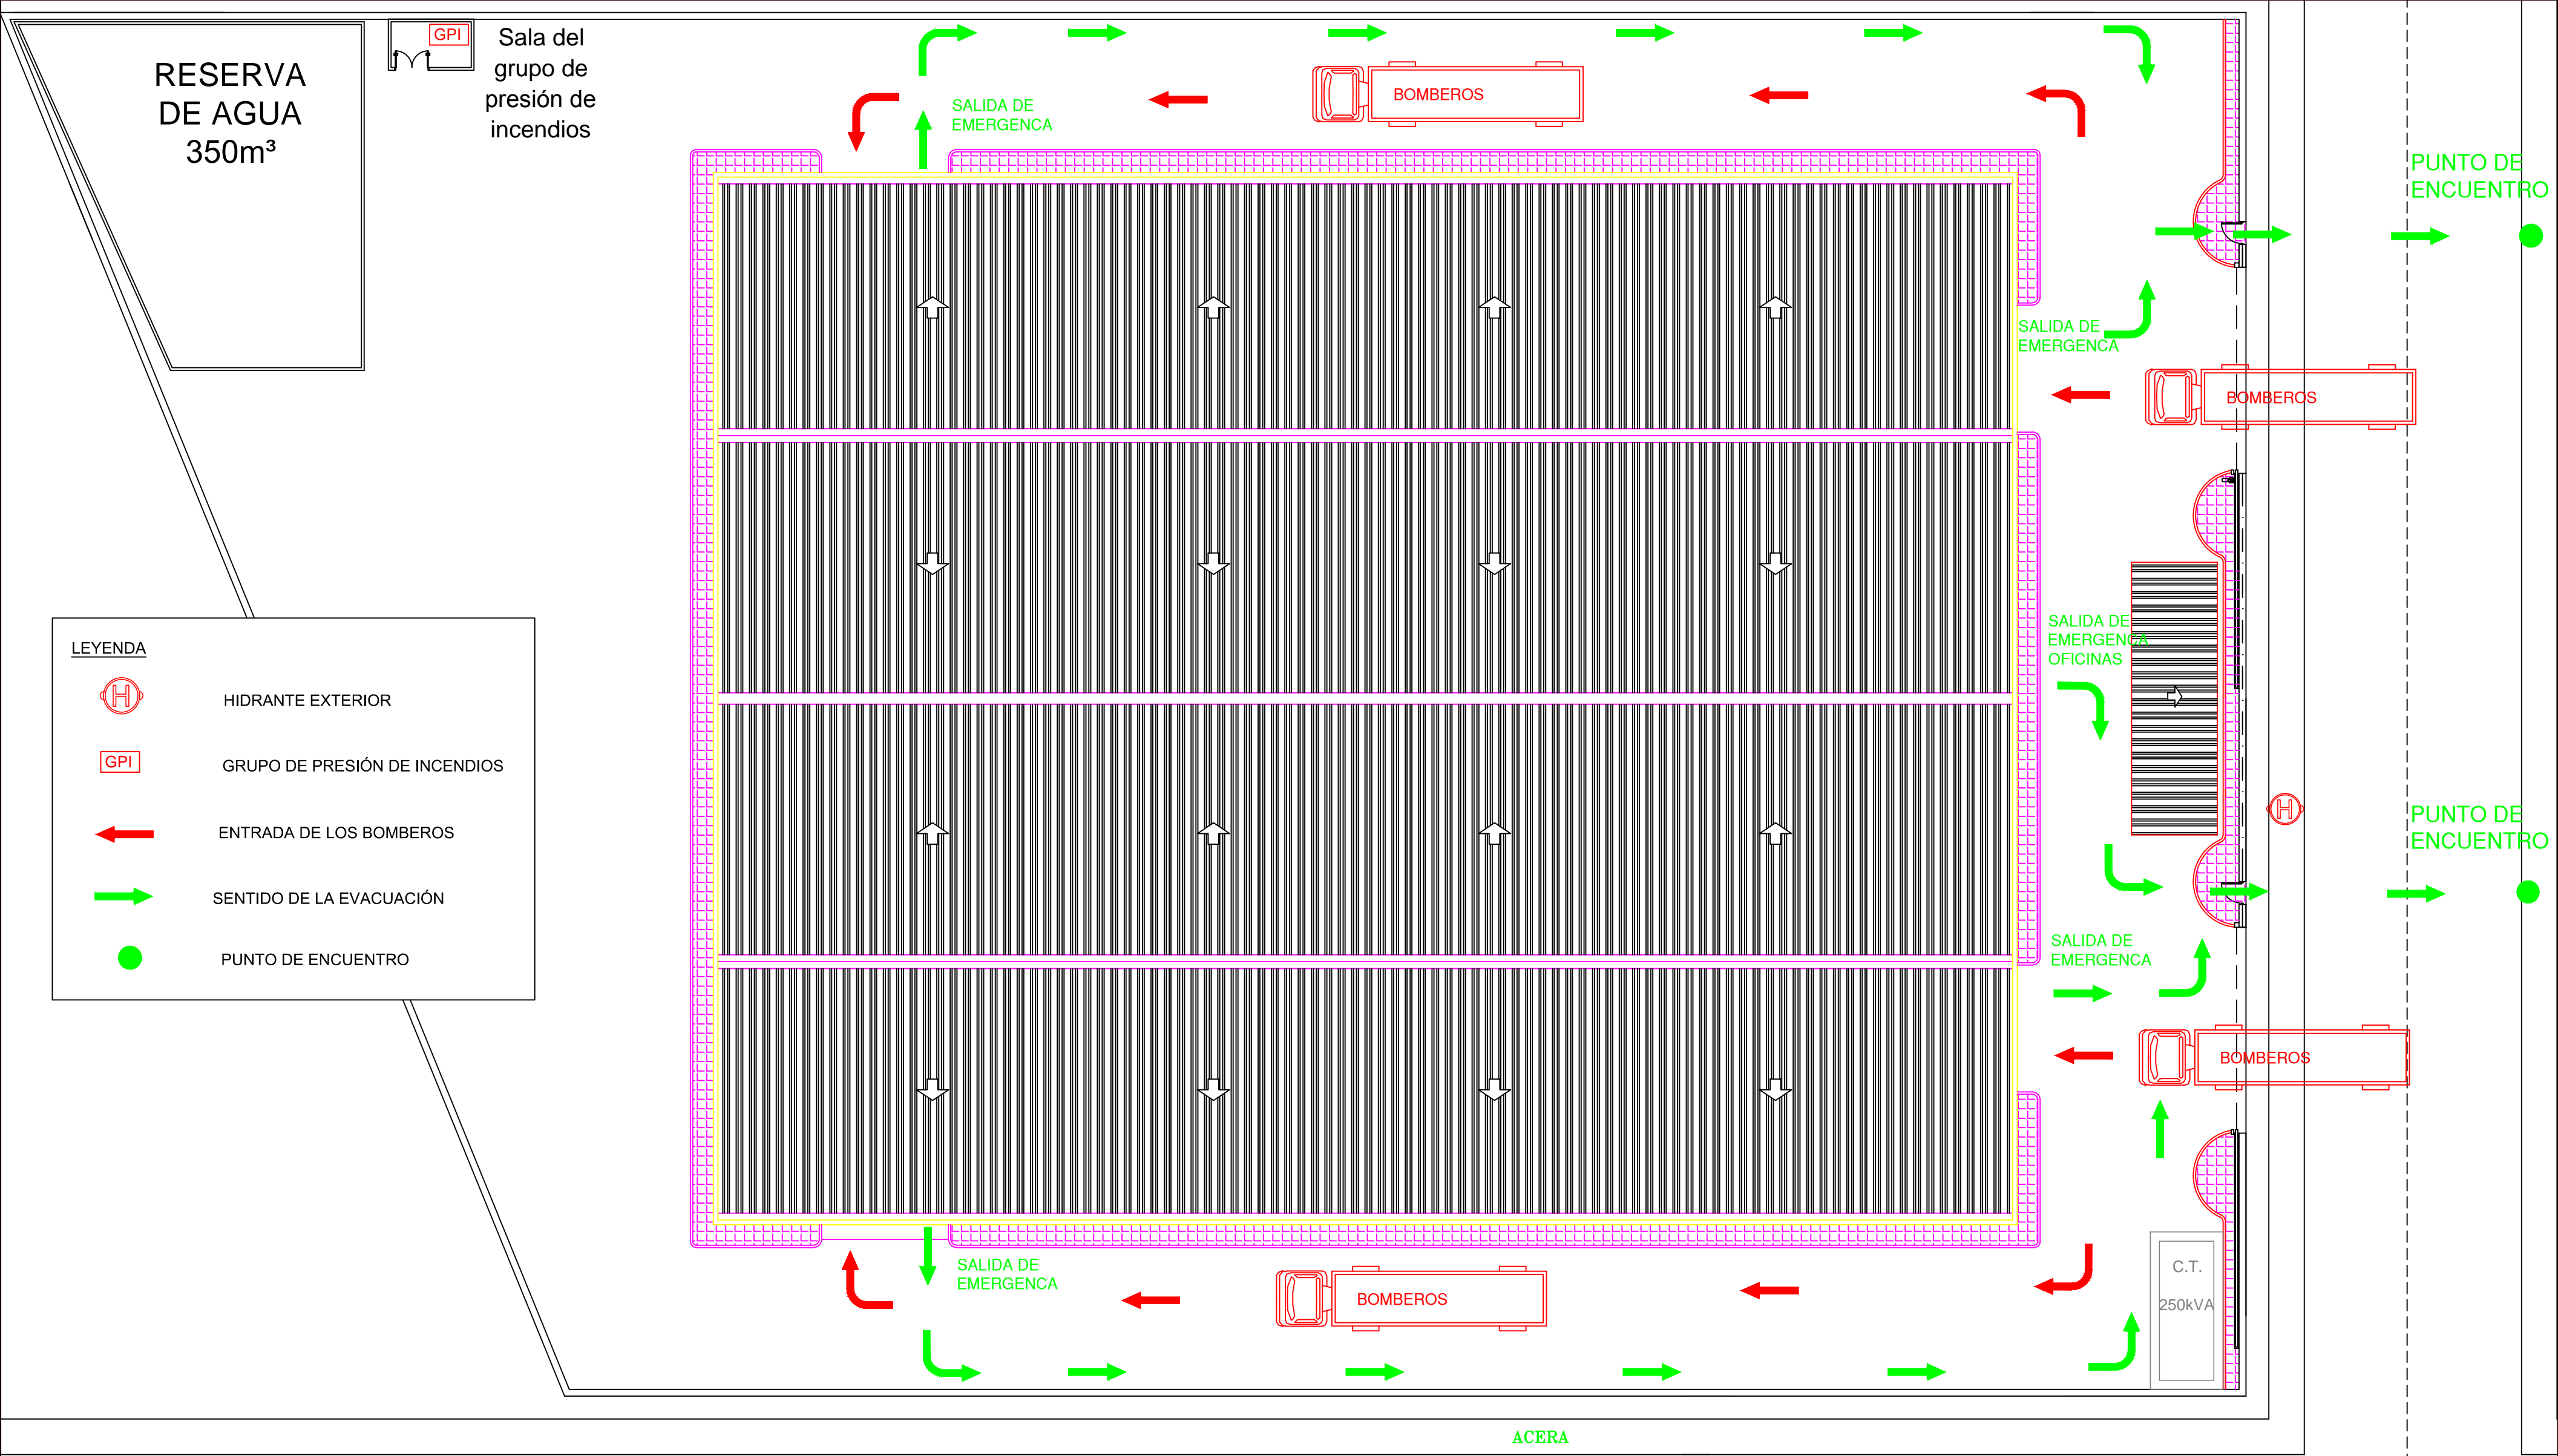 RESERVA
DE AGUA
350m³
GPI
Sala del
grupo de
presión de
incendios
SALIDA DE
EMERGENCA
BOMBEROS
PUNTO DE
ENCUENTRO
SALIDA DE
EMERGENCA
BOMBEROS
SALIDA DE
EMERGENCA
OFICINAS
LEYENDA
H
HIDRANTE EXTERIOR
GPI
GRUPO DE PRESIÓN DE INCENDIOS
ENTRADA DE LOS BOMBEROS
SENTIDO DE LA EVACUACIÓN
PUNTO DE ENCUENTRO
H
PUNTO DE
ENCUENTRO
SALIDA DE
EMERGENCA
BOMBEROS
SALIDA DE
EMERGENCA
BOMBEROS
C.T.
250kVA
ACERA